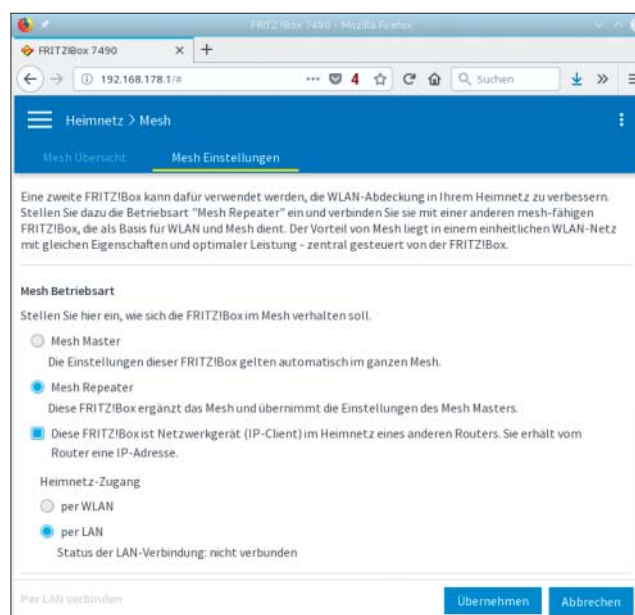 FRITZ!Box 7490 - Mozilla Firefox
FRITZ!Box 7490
192.168.178.1/#
4
Suchen
Heimnetz > Mesh
Mesh Übersicht
Mesh Einstellungen
Eine zweite FRITZ!Box kann dafür verwendet werden, die WLAN-Abdeckung in Ihrem Heimnetz zu verbessern.
Stellen Sie dazu die Betriebsart "Mesh Repeater" ein und verbinden Sie sie mit einer anderen mesh-fähigen
FRITZ!Box, die als Basis für WLAN und Mesh dient. Der Vorteil von Mesh liegt in einem einheitlichen WLAN-Netz
mit gleichen Eigenschaften und optimaler Leistung - zentral gesteuert von der FRITZ!Box.
Mesh Betriebsart
Stellen Sie hier ein, wie sich die FRITZ!Box im Mesh verhalten soll.
Mesh Master
Die Einstellungen dieser FRITZ!Box gelten automatisch im ganzen Mesh.
Mesh Repeater
Diese FRITZ!Box ergänzt das Mesh und übernimmt die Einstellungen des Mesh Masters.
Diese FRITZ!Box ist Netzwerkgerät (IP-Client) im Heimnetz eines anderen Routers. Sie erhält vom
Router eine IP-Adresse.
Heimnetz-Zugang
per WLAN
per LAN
Status der LAN-Verbindung: nicht verbunden
Per LAN verbinden
Übernehmen
Abbrechen